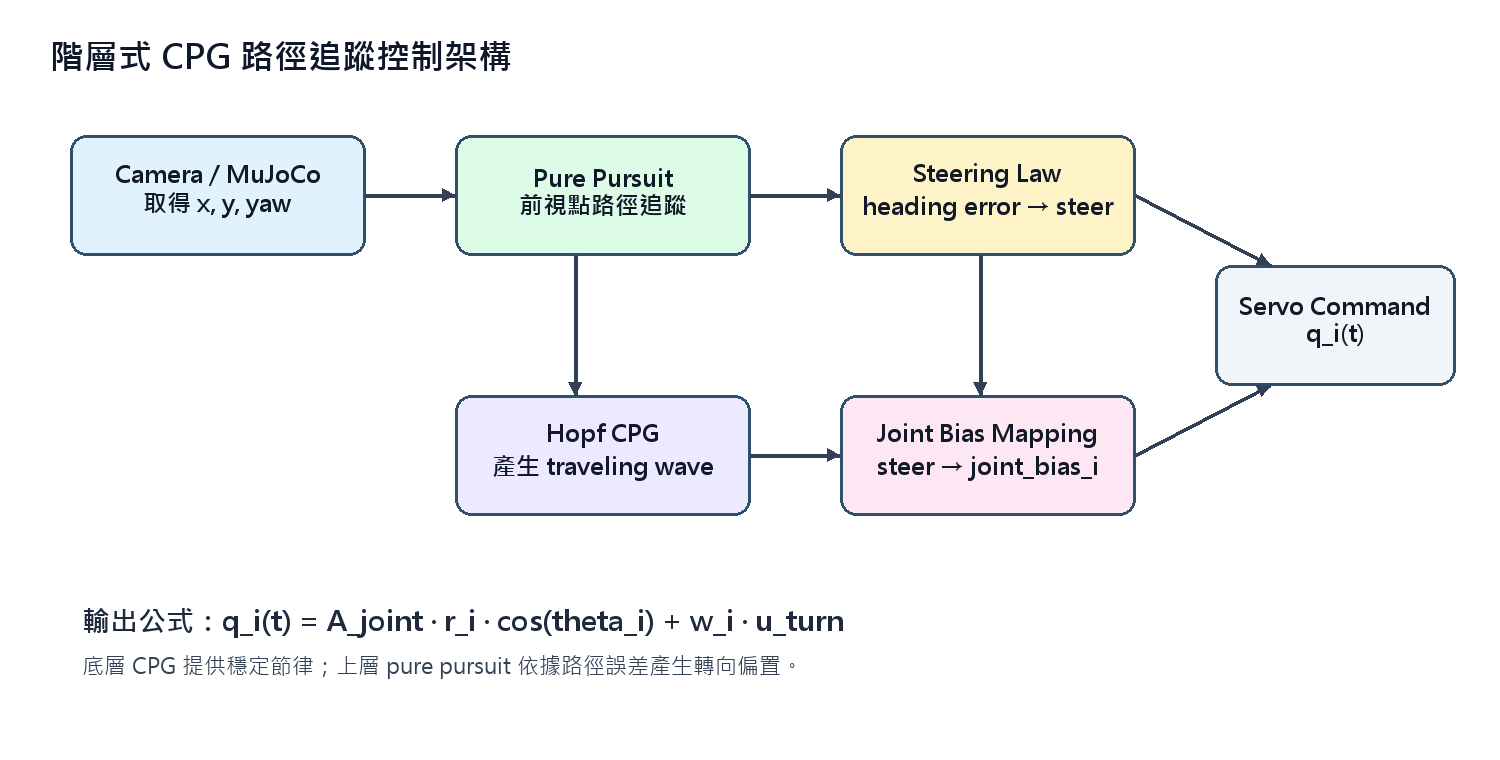 階層式 CPG 路徑追蹤控制架構
Camera / MuJoCo
取得 x, y, yaw
Pure Pursuit
前視點路徑追蹤
Steering Law
heading error → steer
Servo Command
q_i(t)
Hopf CPG
產生 traveling wave
Joint Bias Mapping
steer → joint_bias_i
輸出公式：q_i(t) = A_joint · r_i · cos(theta_i) + w_i · u_turn
底層 CPG 提供穩定節律；上層 pure pursuit 依據路徑誤差產生轉向偏置。